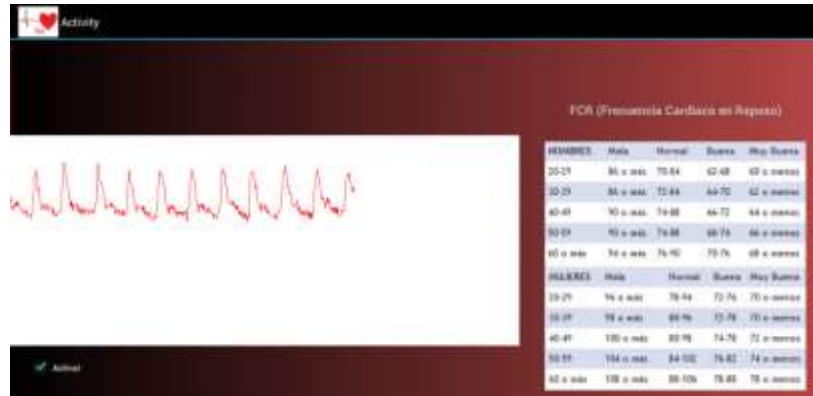 Activity
FCR (Frecuencia Cardiaca en Reposo)
HOMBRES Mala Normal Buena Muy Buena
20-29 86 o más 70-84 62-68 60 o menos
30-39 86 o más 72-84 64-70 62 o menos
40-49 90 o más 74-88 66-72 64 o menos
50-59 90 o más 74-88 68-74 66 o menos
60 o más 94 o más 76-90 70-76 68 o menos
MUJERES Mala Normal Buena Muy Buena
20-29 96 o más 78-94 72-76 70 o menos
30-39 98 o más 80-96 72-78 70 o menos
40-49 100 o más 80-98 74-78 72 o menos
50-59 104 o más 84-102 76-82 74 o menos
60 o más 108 o más 88-106 78-88 78 o menos
Activar